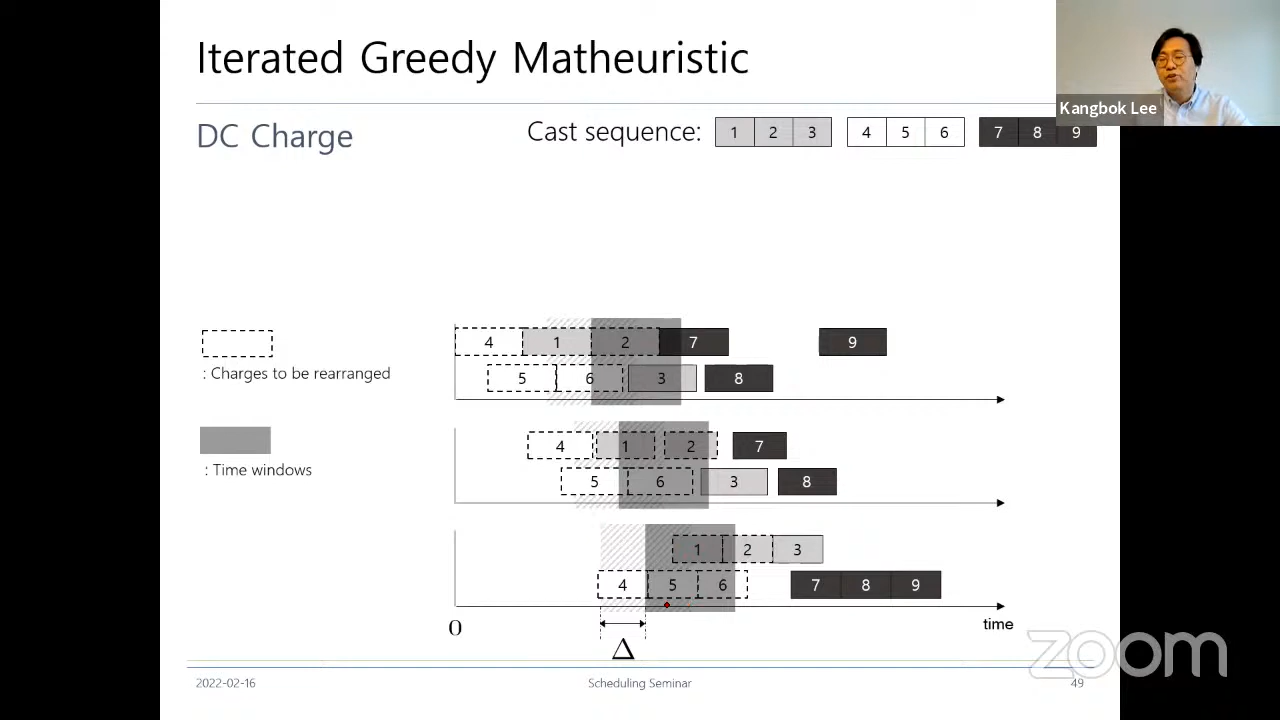 Iterated Greedy Matheuristic
Kangbok Lee
DC Charge
Cast sequence: 1 2 3 4 5 6 7 8 9
4 1 2 7 9
: Charges to be rearranged
5 6 3 8
4 1 2 7
: Time windows
5 6 3 8
1 2 3
4 5 6 7 8 9
0
time
Δ
zoom
2022-02-16
Scheduling Seminar
49